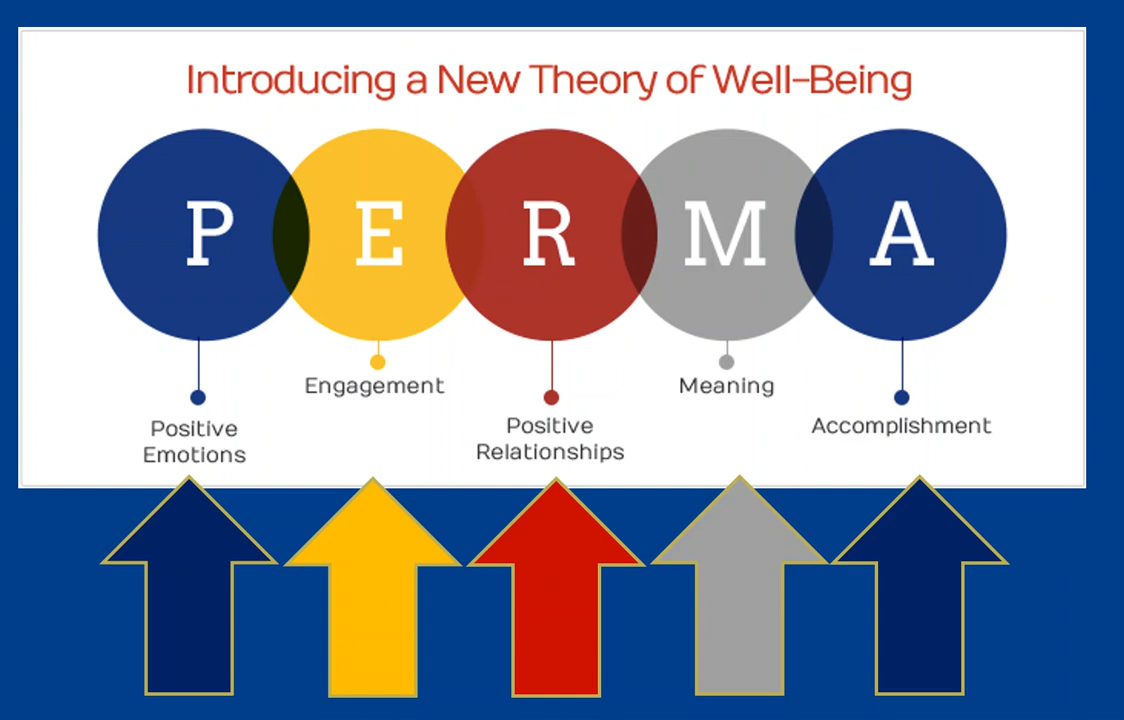 Introducing a New Theory of Well-Being
P E R M A
Engagement
Meaning
Positive
Emotions
Positive
Relationships
Accomplishment